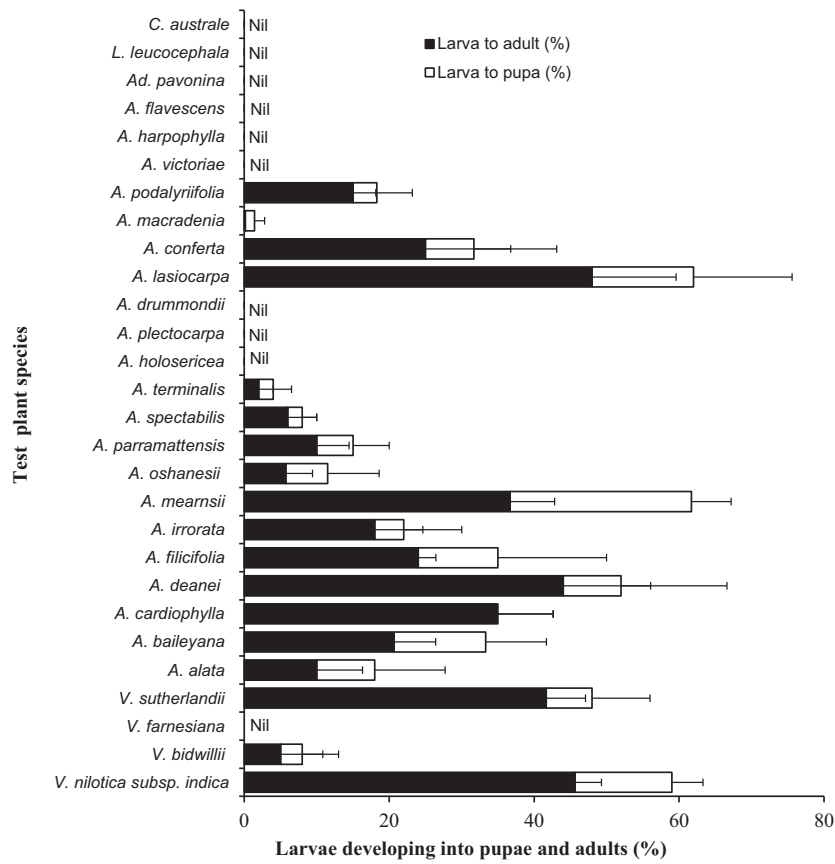 C. australe Nil
L. leucocephala Nil
Ad. pavonina Nil
A. flavescens Nil
A. harpophylla Nil
A. victoriae Nil
A. podalyriifolia
A. macradenia
A. conferta
A. lasiocarpa
A. drummondii Nil
A. plectocarpa Nil
A. holosericea Nil
A. terminalis
A. spectabilis
A. parramattensis
A. oshanesii
A. mearnsii
A. irrorata
A. filicifolia
A. deanei
A. cardiophylla
A. baileyana
A. alata
V. sutherlandii
V. farnesiana Nil
V. bidwillii
V. nilotica subsp. indica
Larva to adult (%)
Larva to pupa (%)
Test plant species
0 20 40 60 80
Larvae developing into pupae and adults (%)